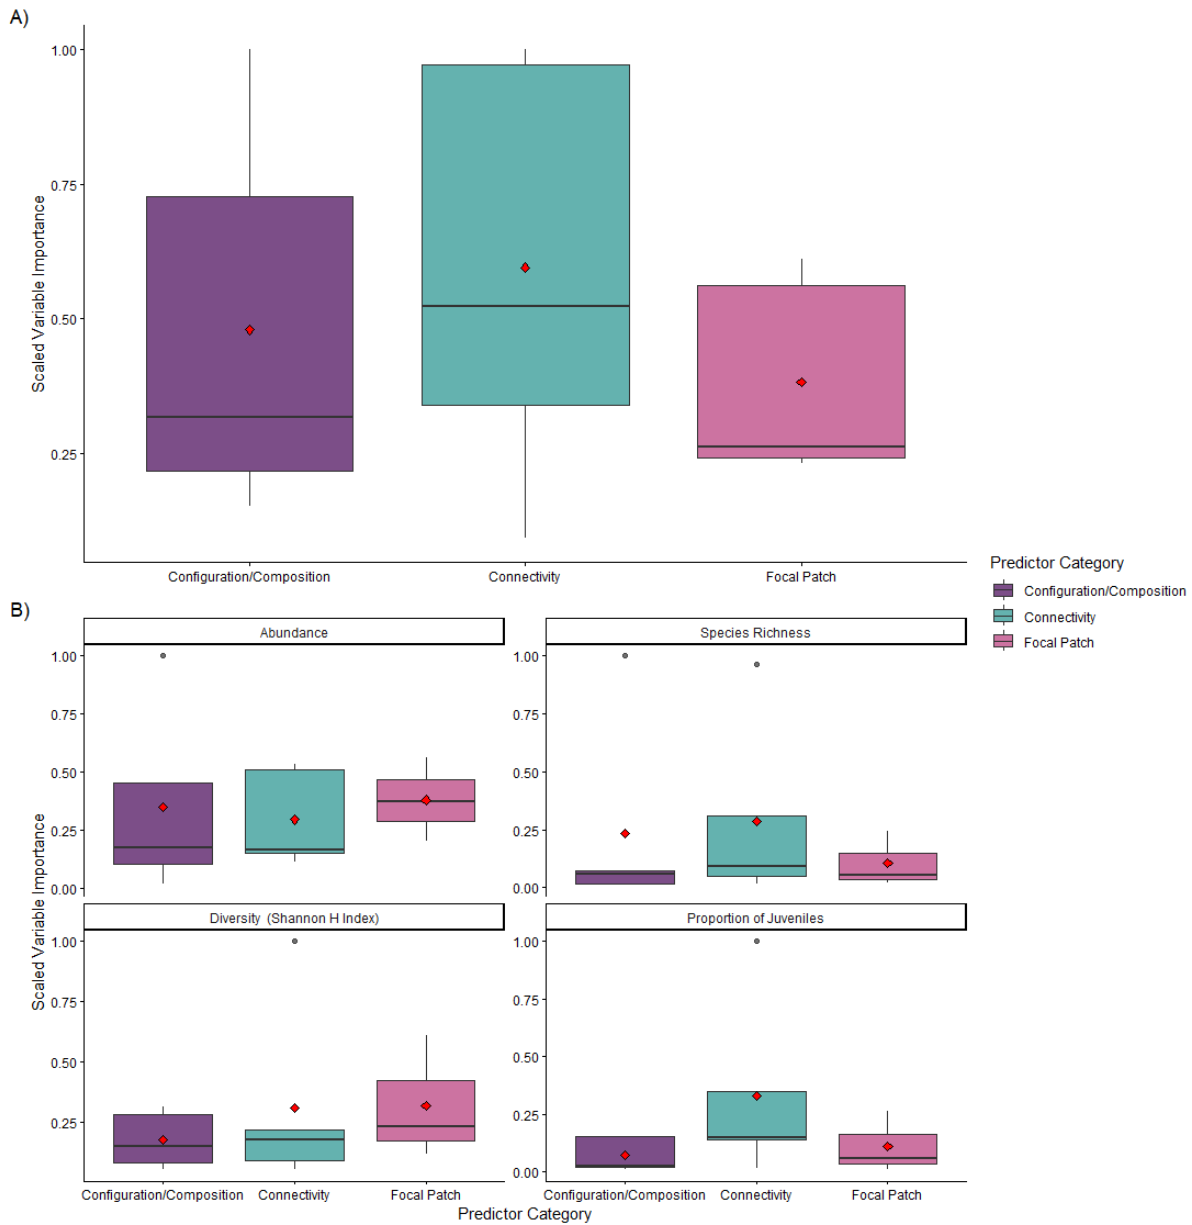 A)
1.00
0.75
0.50
0.25
Scaled Variable Importance
Configuration/Composition Connectivity Focal Patch
Predictor Category
Configuration/Composition
Connectivity
Focal Patch
B)
Abundance Species Richness
1.00 1.00
0.75 0.75
0.50 0.50
0.25 0.25
0.00 0.00
Scaled Variable Importance
Diversity (Shannon H Index) Proportion of Juveniles
1.00 1.00
0.75 0.75
0.50 0.50
0.25 0.25
0.00
Configuration/Composition Connectivity Focal Patch Configuration/Composition Connectivity Focal Patch
Predictor Category